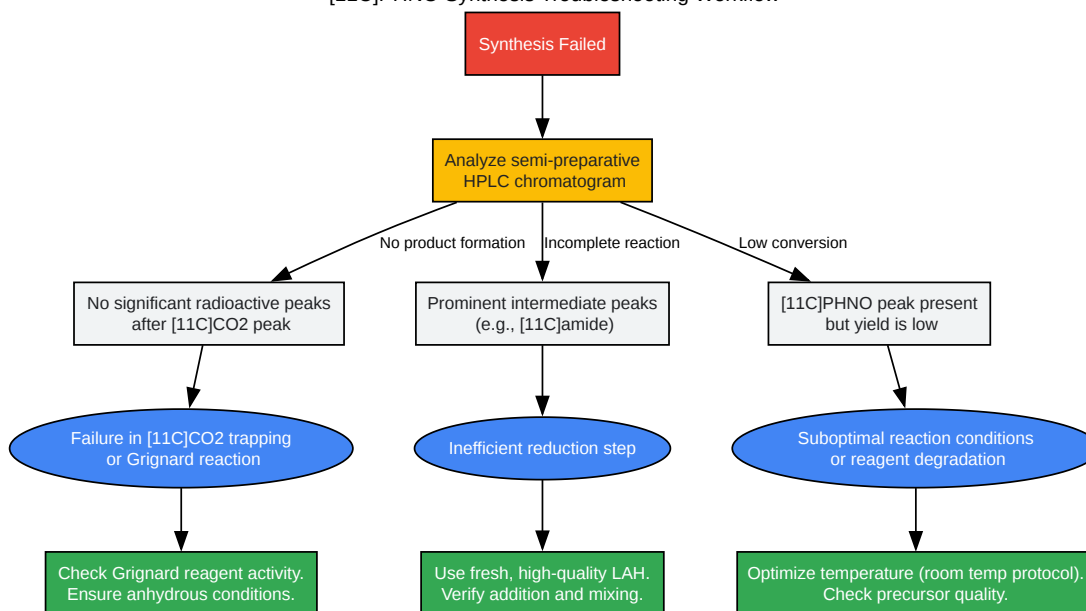 Synthesis Troubleshooting Workflow
Synthesis Failed
Analyze semi-preparative
HPLC chromatogram
No product formation
Incomplete reaction
Low conversion
No significant radioactive peaks
after [11C]CO2 peak
Prominent intermediate peaks
(e.g., [11C]amide)
[11C]PHNO peak present
but yield is low
Failure in [11C]CO2 trapping
or Grignard reaction
Inefficient reduction step
Suboptimal reaction conditions
or reagent degradation
Check Grignard reagent activity.
Ensure anhydrous conditions.
Use fresh, high-quality LAH.
Verify addition and mixing.
Optimize temperature (room temp protocol).
Check precursor quality.